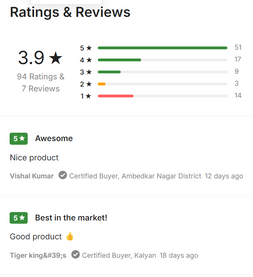 Ratings & Reviews
3.9 ★
94 Ratings &
7 Reviews
5 ★ 51
4 ★ 17
3 ★ 9
2 ★ 3
1 ★ 14
5 ★ Awesome
Nice product
Vishal Kumar Certified Buyer, Ambedkar Nagar District 12 days ago
5 ★ Best in the market!
Good product 👍
Tiger king&#39;s Certified Buyer, Kalyan 18 days ago